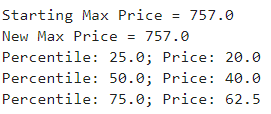 Starting Max Price = 757.0
New Max Price = 757.0
Percentile: 25.0; Price: 20.0
Percentile: 50.0; Price: 40.0
Percentile: 75.0; Price: 62.5